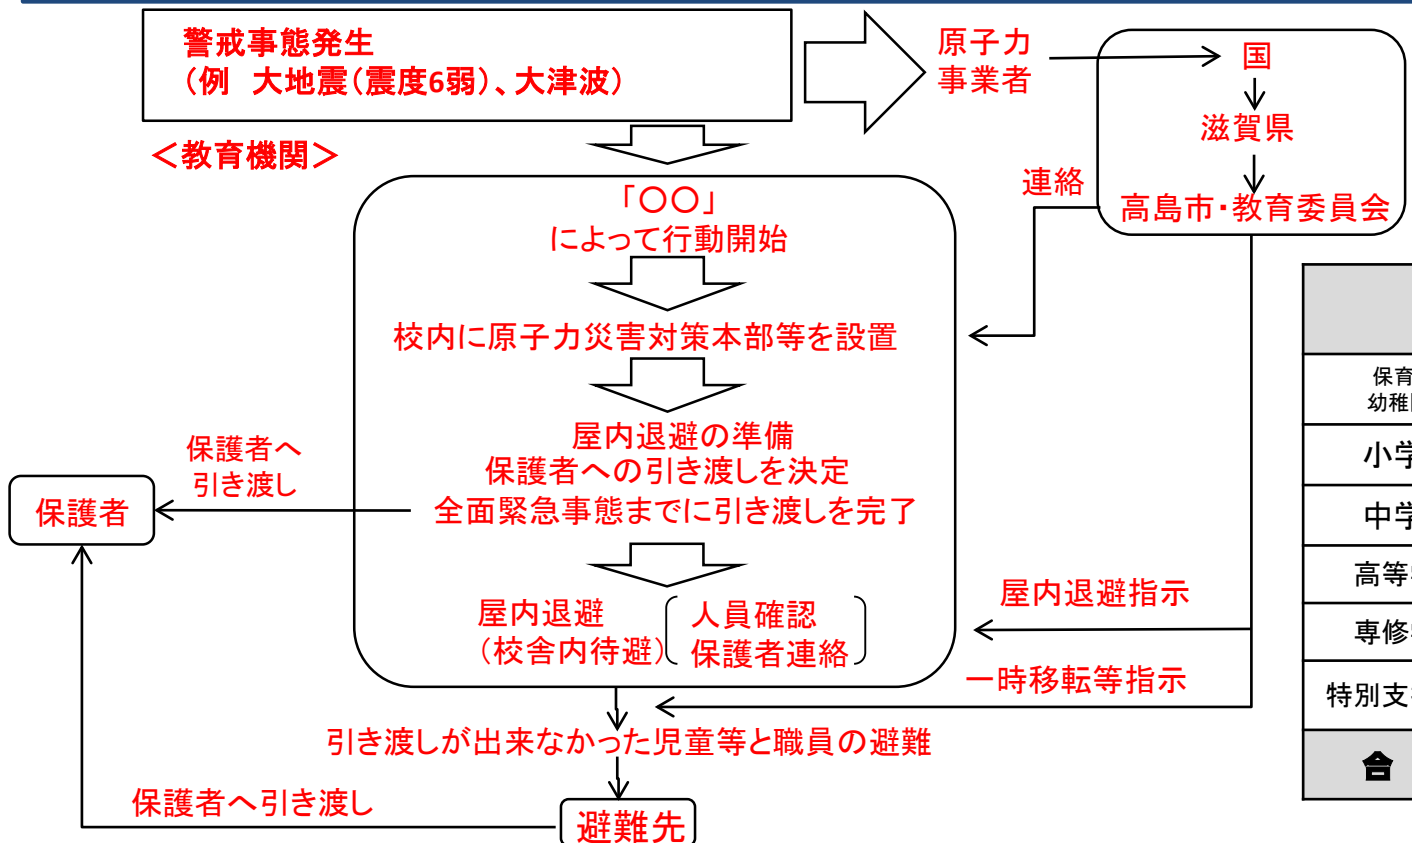 警戒事態発生
(例　大地震(震度6弱)、大津波)
原子力
事業者
国
滋賀県
高島市・教育委員会
連絡
＜教育機関＞
「〇〇」
によって行動開始
校内に原子力災害対策本部等を設置
屋内退避の準備
保護者への引き渡しを決定
全面緊急事態までに引き渡しを完了
保護者へ
引き渡し
保護者
屋内退避
(校舎内待避)
人員確認
保護者連絡
屋内退避指示
一時移転等指示
引き渡しが出来なかった児童等と職員の避難
保護者へ引き渡し
避難先
保育
幼稚
小学
中学
高等
専修
特別支
合